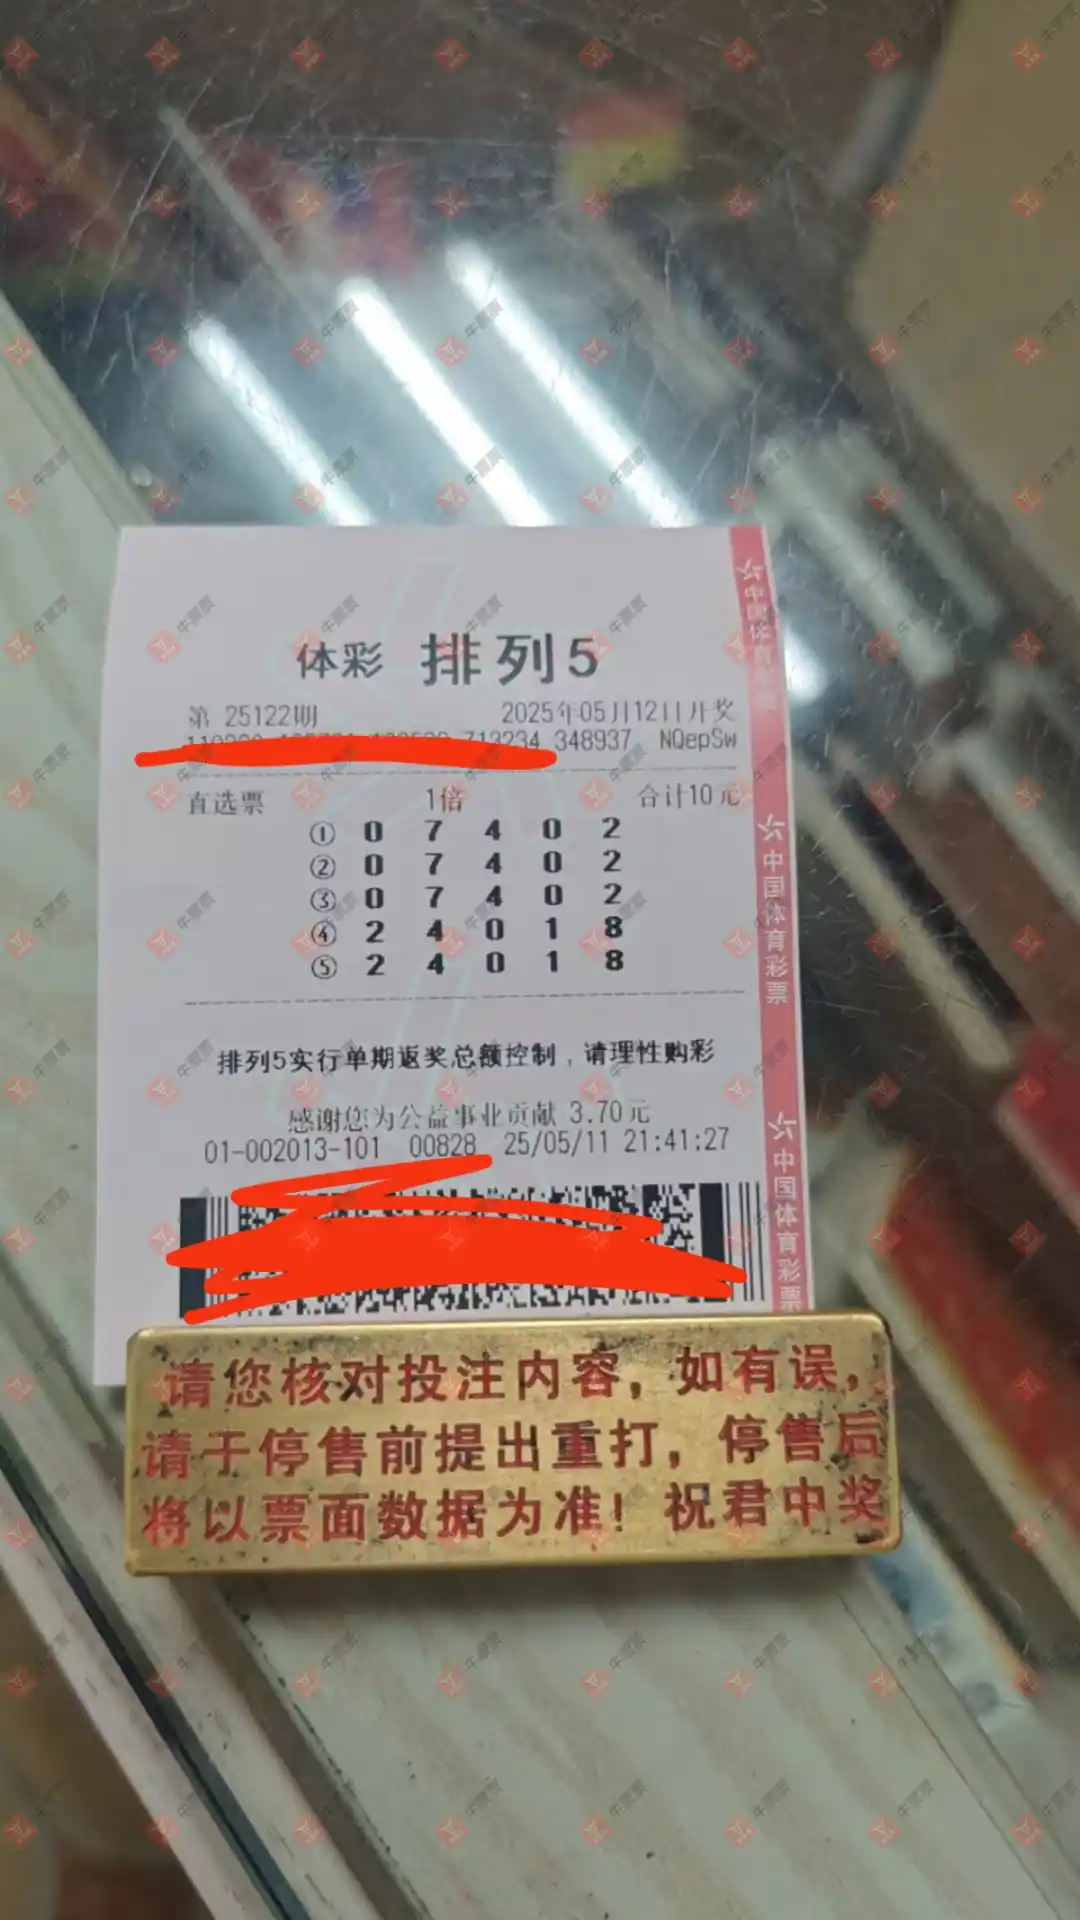 体彩 排列5
第 25122期 2025年05月12日开奖
713234 348937 NQepSw
直选票 1倍 合计10元
① 0 7 4 0 2
② 0 7 4 0 2
③ 0 7 4 0 2
④ 2 4 0 1 8
⑤ 2 4 0 1 8
排列5实行单期返奖总额控制，请理性购彩
感谢您为公益事业贡献 3.70元
01-002013-101 00828 25/05/11 21:41:27
中国体育彩票
中国体育彩票
中国体育彩票
请您核对投注内容，如有误，
请于停售前提出重打，停售后
将以票面数据为准！祝君中奖
牛票票